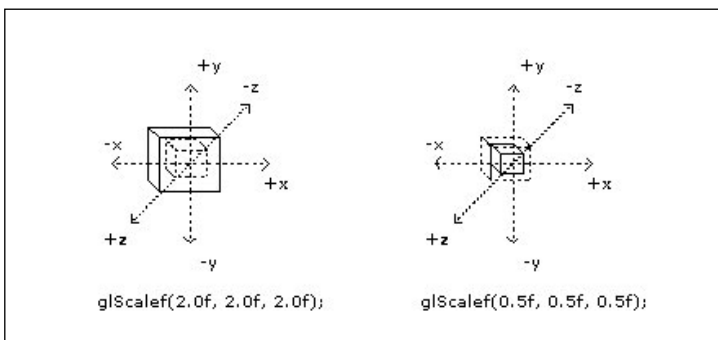 +y
-z
-x
+x
+z
-y
glScalef(2.0f, 2.0f, 2.0f);
+y
-z
-x
+x
+z
-y
glScalef(0.5f, 0.5f, 0.5f);